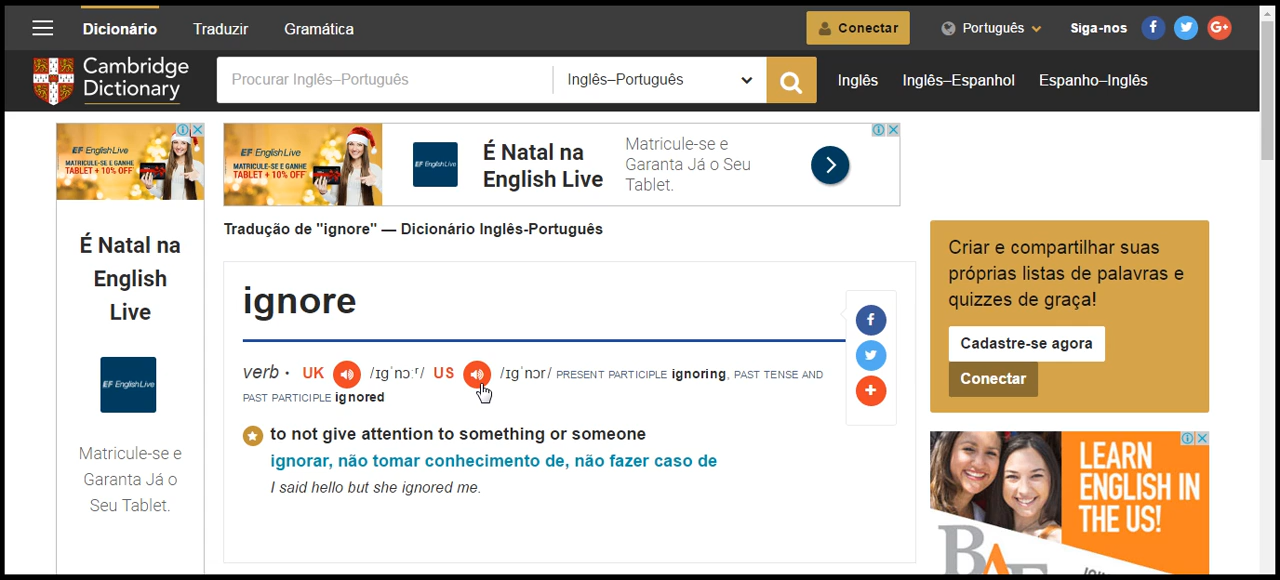 Dicionário Traduzir Gramática Conectar Português Siga-nos
Cambridge
Dictionary
Procurar Inglês–Português Inglês–Português Inglês Inglês–Espanhol Espanho–Inglês
EF English Live
MATRICULE-SE E GANHE
TABLET + 10% OFF
É Natal na
English
Live
EF English Live
Matricule-se e
Garanta Já o
Seu Tablet.
EF English Live
MATRICULE-SE E GANHE
TABLET + 10% OFF
EF English Live
É Natal na
English Live
Matricule-se e
Garanta Já o Seu
Tablet.
Tradução de "ignore" — Dicionário Inglês-Português
ignore
verb · UK /ɪɡˈnɔːʳ/ US /ɪɡˈnɔr/ PRESENT PARTICIPLE ignoring, PAST TENSE AND
PAST PARTICIPLE ignored
to not give attention to something or someone
ignorar, não tomar conhecimento de, não fazer caso de
I said hello but she ignored me.
Criar e compartilhar suas
próprias listas de palavras e
quizzes de graça!
Cadastre-se agora
Conectar
LEARN
ENGLISH IN
THE US!